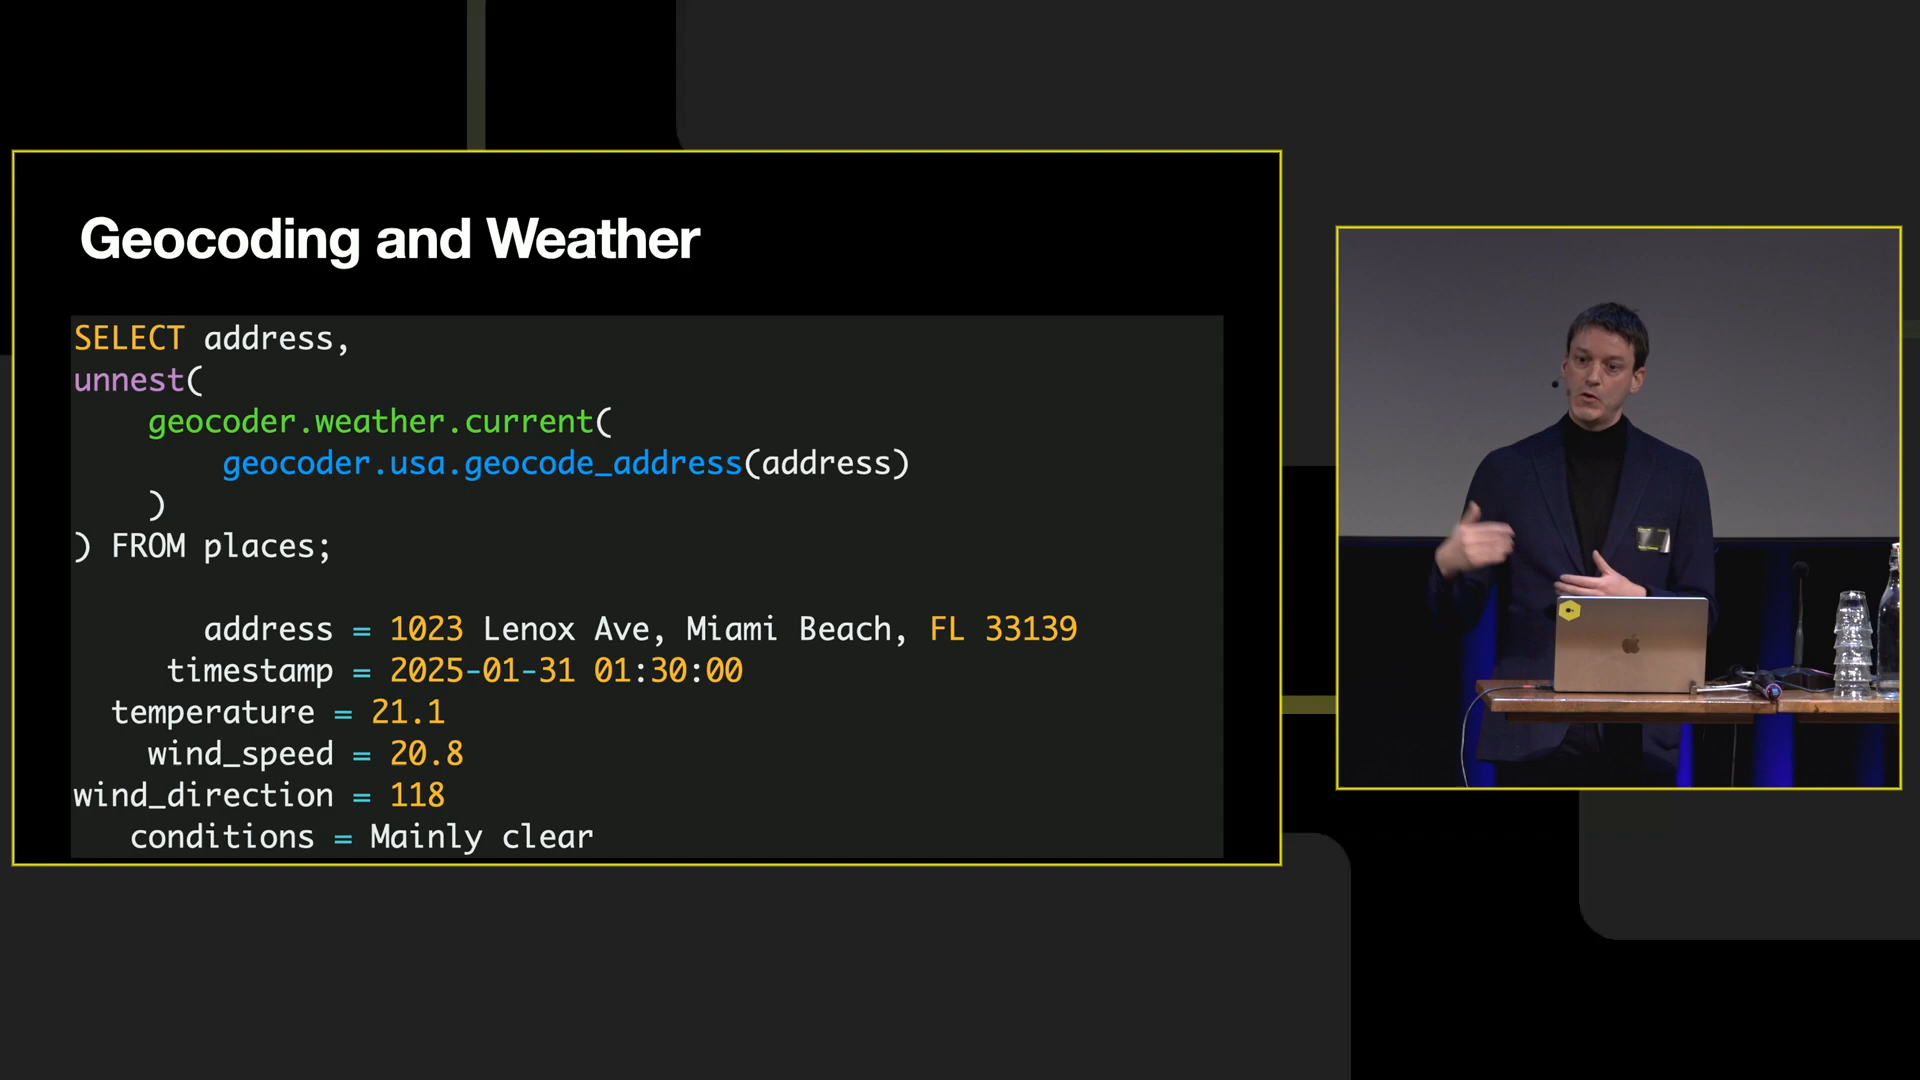 Geocoding and Weather
SELECT address,
unnest(
geocoder.weather.current(
geocoder.usa.geocode_address(address)
)
) FROM places;
address = 1023 Lenox Ave, Miami Beach, FL 33139
timestamp = 2025-01-31 01:30:00
temperature = 21.1
wind_speed = 20.8
wind_direction = 118
conditions = Mainly clear